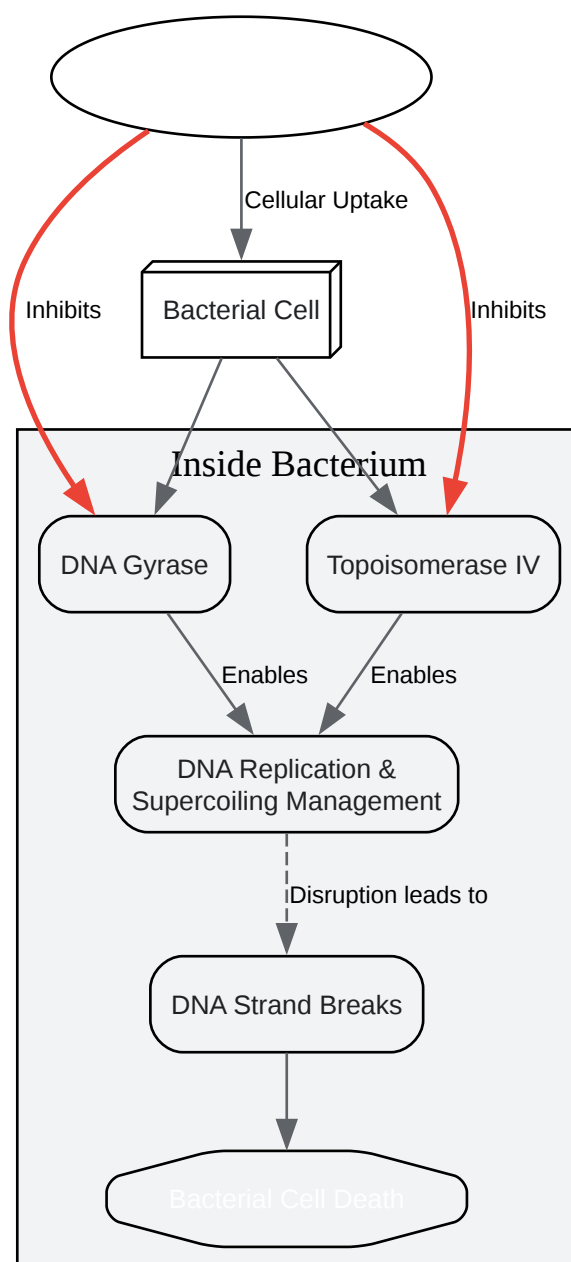 Cellular Uptake
Bacterial Cell
Inhibits
Inhibits
Inside Bacterium
DNA Gyrase
Topoisomerase IV
Enables
Enables
DNA Replication &
Supercoiling Management
Disruption leads to
DNA Strand Breaks
Bacterial Cell Death